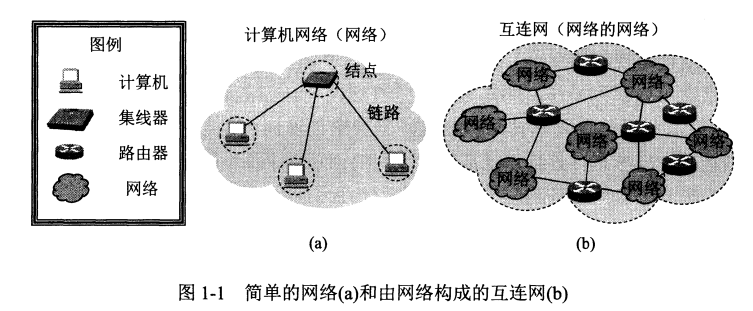 图例
计算机
集线器
路由器
网络
计算机网络（网络）
结点
链路
(a)
互连网（网络的网络）
网络
网络
网络
网络
网络
网络
网络
(b)
图 1-1 简单的网络(a)和由网络构成的互连网(b)